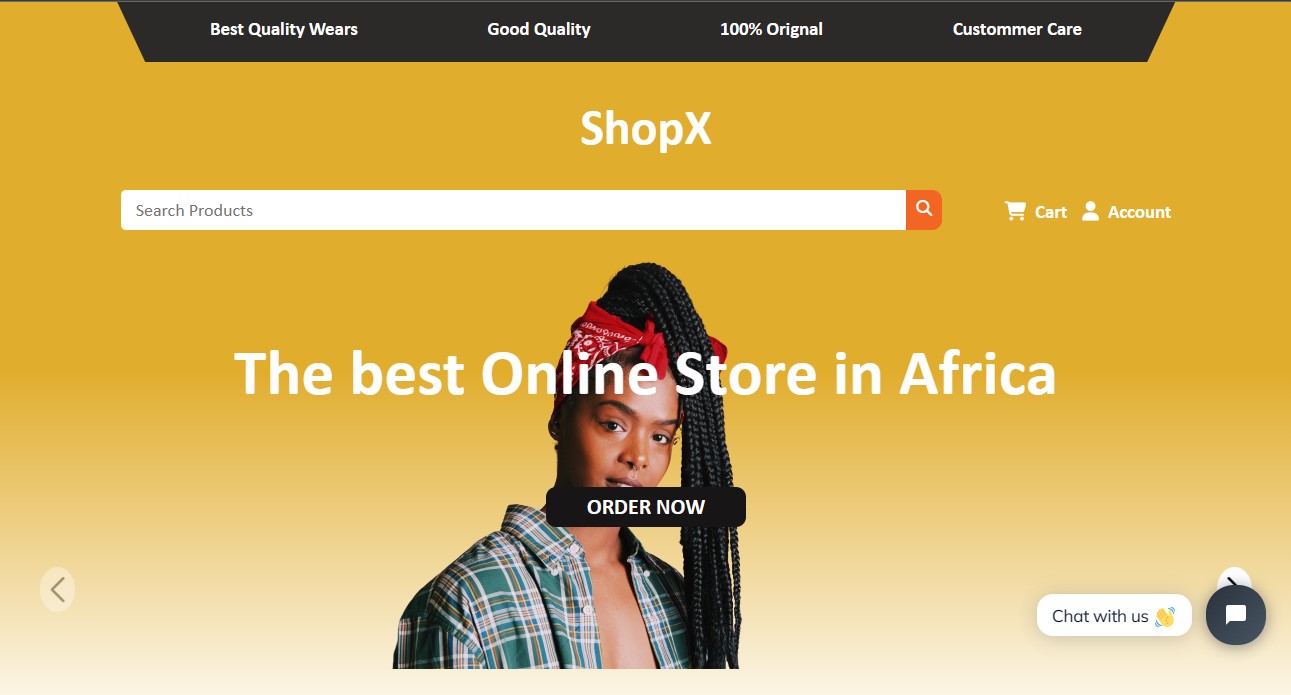 Best Quality Wears Good Quality 100% Orignal Custommer Care
ShopX
Search Products
Cart Account
The best Online Store in Africa
ORDER NOW
Chat with us 👋